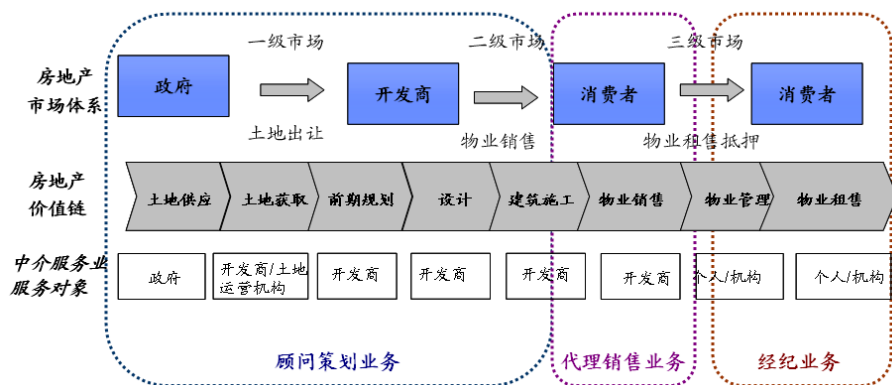 一级市场
二级市场
三级市场
房地产
市场体系
政府
开发商
消费者
消费者
土地出让
物业销售
物业租售抵押
房地产
价值链
土地供应
土地获取
前期规划
设计
建筑施工
物业销售
物业管理
物业租售
中介服务业
服务对象
政府
开发商/土地
运营机构
开发商
开发商
开发商
开发商
个人/机构
个人/机构
顾问策划业务
代理销售业务
经纪业务